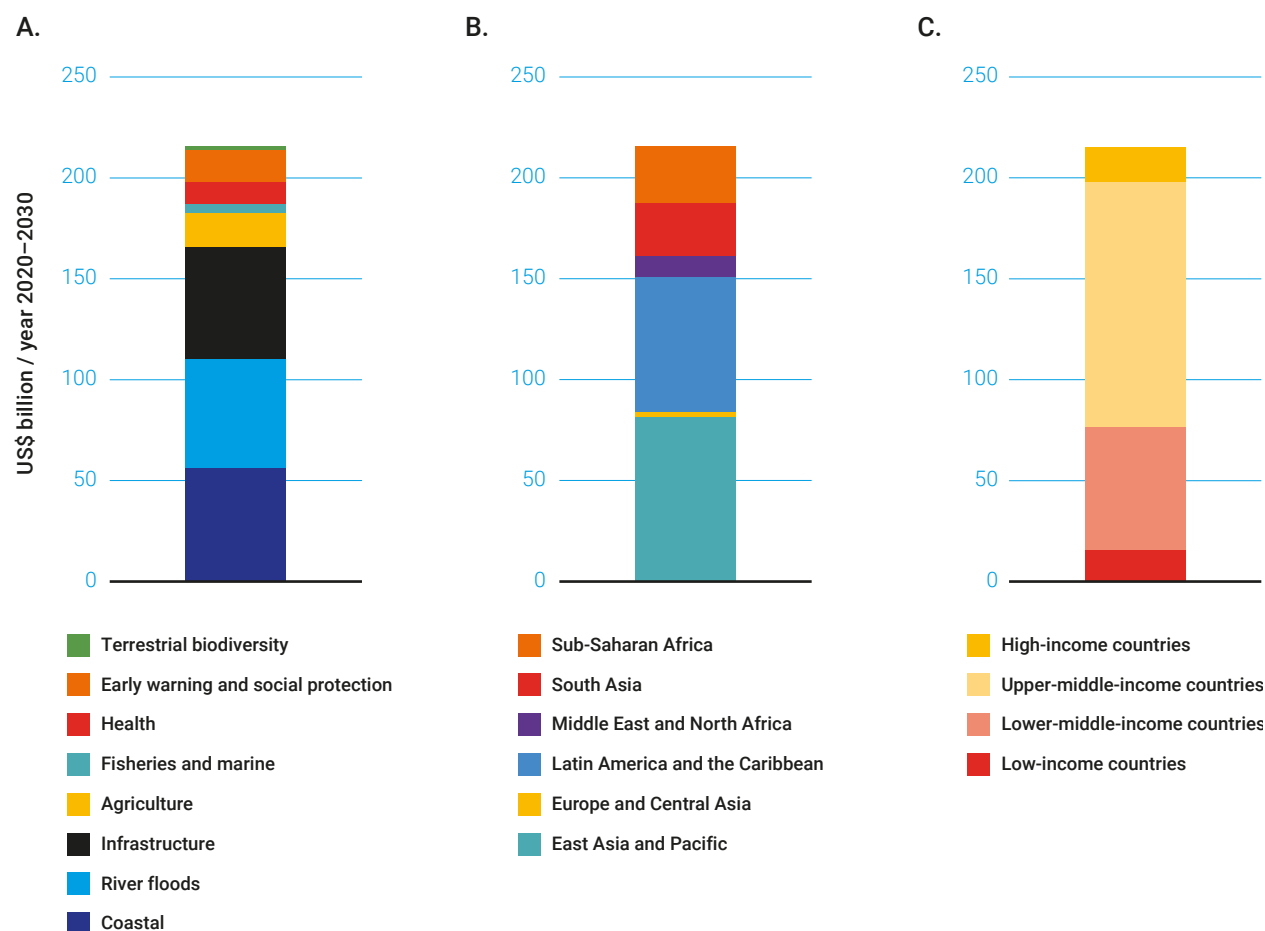 A.
US$ billion / year 2020–2030
250
200
150
100
50
0
Terrestrial biodiversity
Early warning and social protection
Health
Fisheries and marine
Agriculture
Infrastructure
River floods
Coastal
B.
250
200
150
100
50
0
Sub-Saharan Africa
South Asia
Middle East and North Africa
Latin America and the Caribbean
Europe and Central Asia
East Asia and Pacific
C.
250
200
150
100
50
0
High-income countries
Upper-middle-income countries
Lower-middle-income countries
Low-income countries